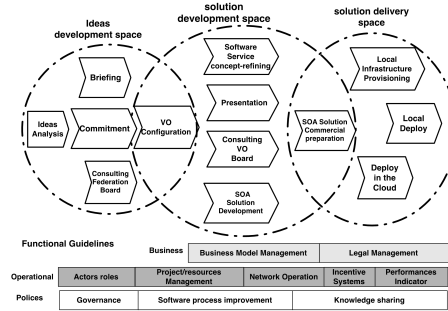 Ideas
development space
solution
development space
solution delivery
space
Briefing
Ideas
Analysis
Commitment
VO
Configuration
Consulting
Federation
Board
Software
Service
concept-refining
Presentation
Consulting
VO
Board
SOA
Solution
Development
SOA Solution
Commercial
preparation
Local
Infrastructure
Provisioning
Local
Deploy
Deploy
in the
Cloud
Functional Guidelines
Business
Business Model Management
Legal Management
Operational
Actors roles
Project/resources
Management
Network Operation
Incentive
Systems
Performances
Indicator
Polices
Governance
Software process improvement
Knowledge sharing